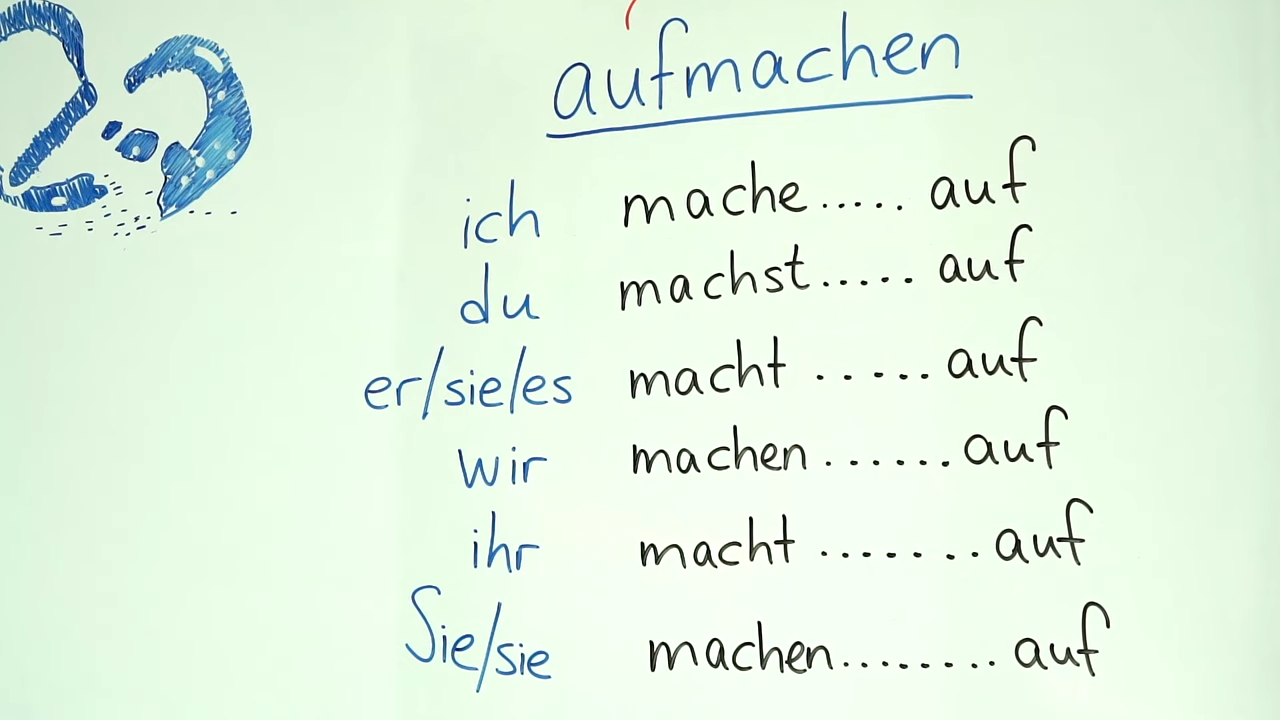 aufmachen
ich mache..... auf
du machst..... auf
er/sie/es macht ..... auf
wir machen ...... auf
ihr macht ....... auf
Sie/sie machen........ auf